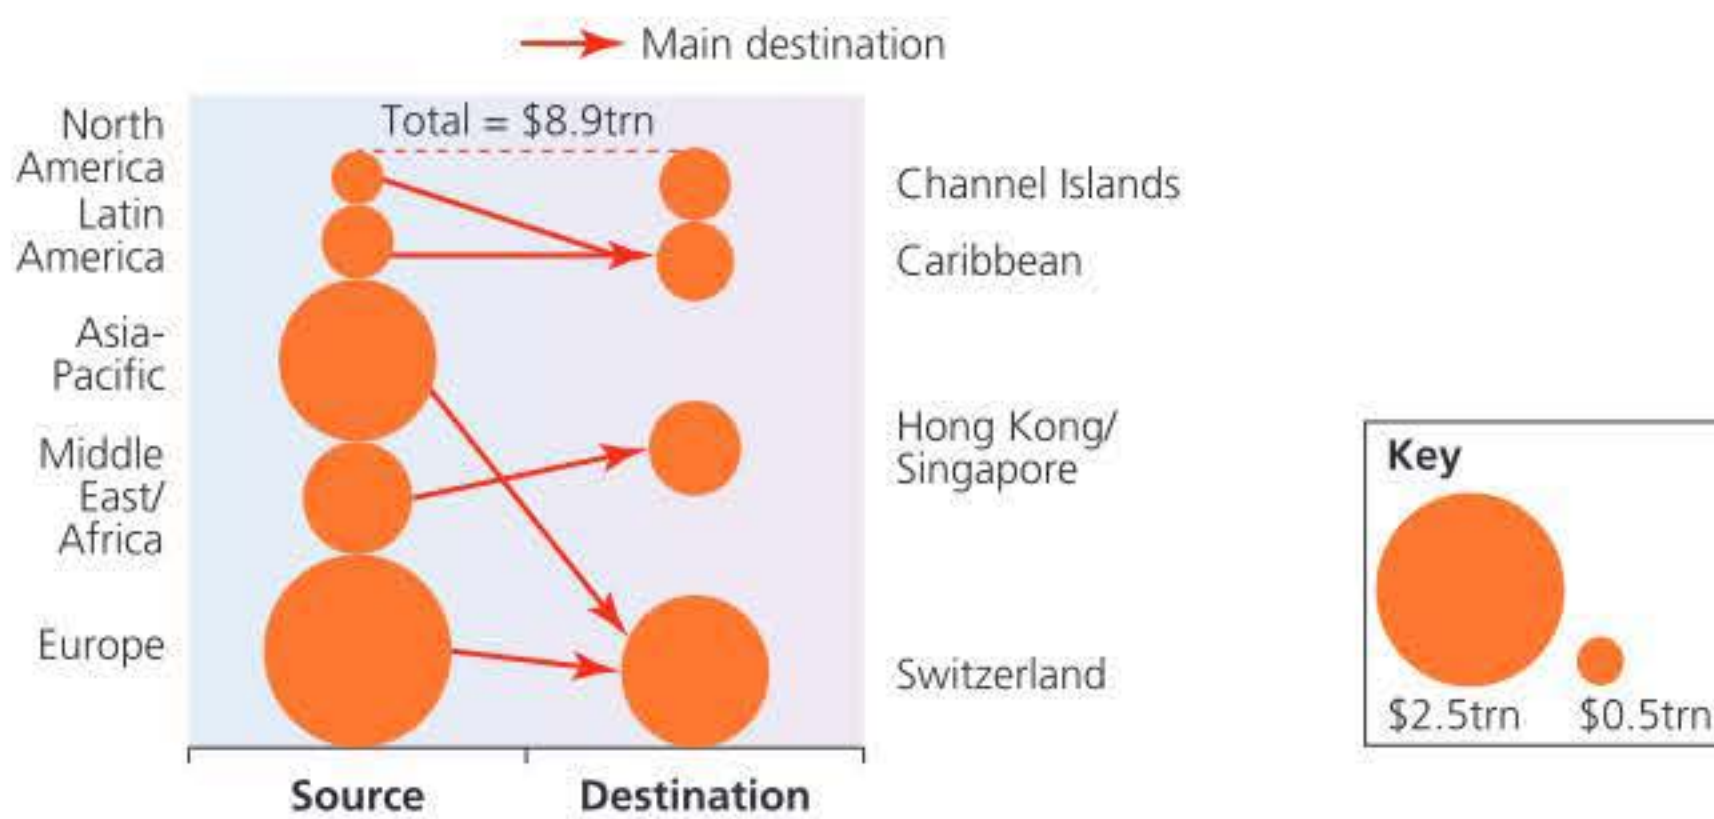 Main destination
Total = $8.9trn
North
America
Latin
America
Asia-
Pacific
Middle
East/
Africa
Europe
Channel Islands
Caribbean
Hong Kong/
Singapore
Switzerland
Source
Destination
Key
$2.5trn
$0.5trn